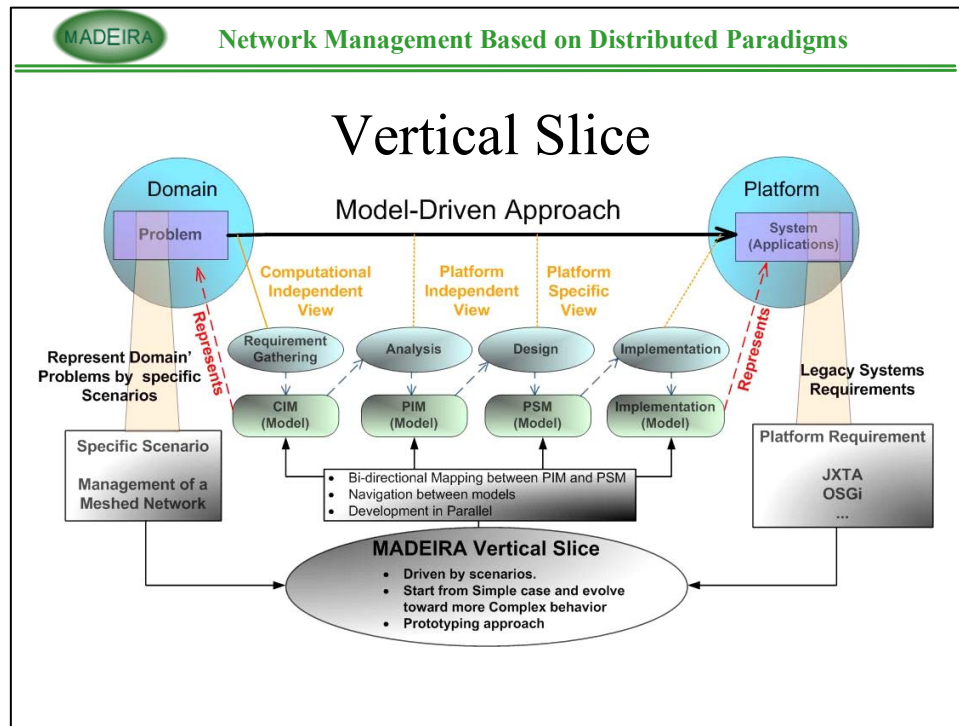 MADEIRA
Network Management Based on Distributed Paradigms
Vertical Slice
Domain
Problem
Model-Driven Approach
Platform
System
(Applications)
Computational
Independent
View
Platform
Independent
View
Platform
Specific
View
Represents
Represents
Represent Domain'
Problems by specific
Scenarios
Requirement
Gathering
Analysis
Design
Implementation
Legacy Systems
Requirements
CIM
(Model)
PIM
(Model)
PSM
(Model)
Implementation
(Model)
Specific Scenario
Management of a
Meshed Network
• Bi-directional Mapping between PIM and PSM
• Navigation between models
• Development in Parallel
Platform Requirement
JXTA
OSGi
...
MADEIRA Vertical Slice
• Driven by scenarios.
• Start from Simple case and evolve
toward more Complex behavior
• Prototyping approach